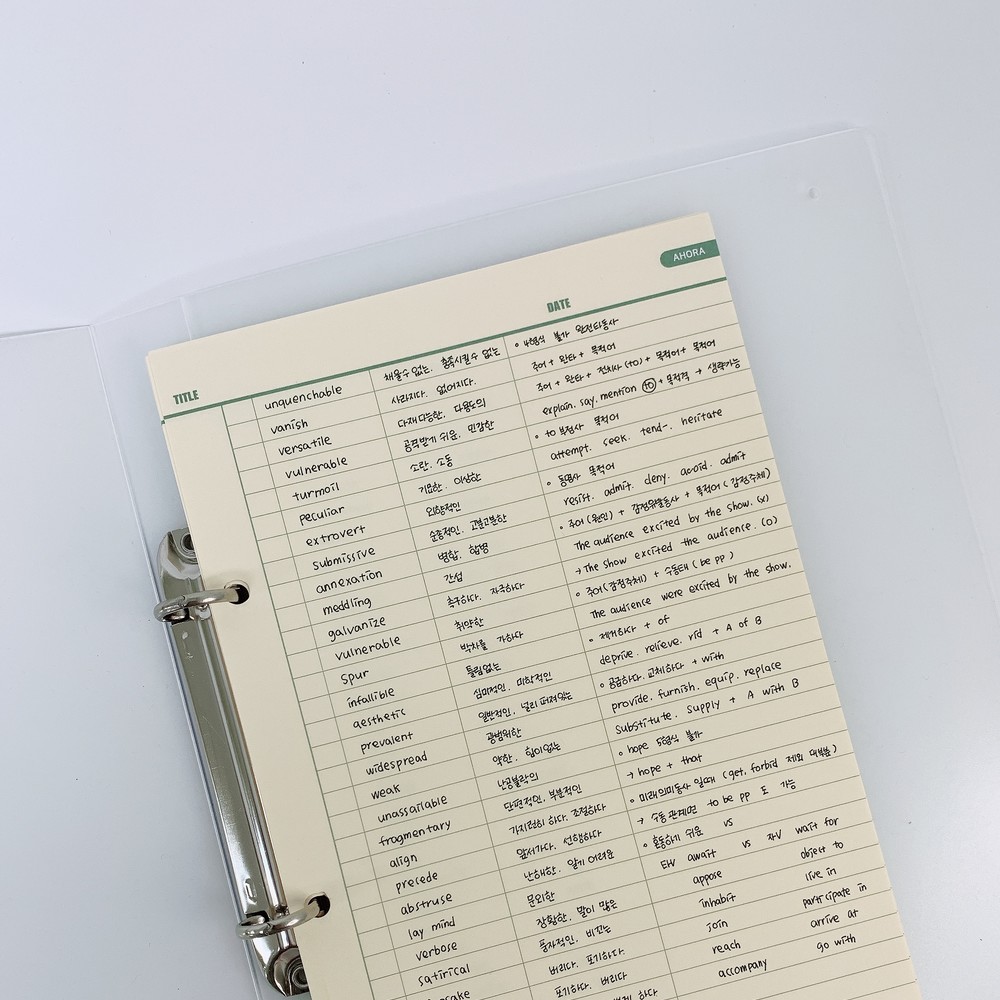 AHORA
TITLE
DATE
unquenchable 채울수 없는. 충족시킬수 없는
vanish 사라지다. 없어지다.
versatile 다재다능한. 다용도의
vulnerable 공격받게 쉬운. 민감한
turmoil 소란. 소동
peculiar 기묘한. 이상한
extrovert 외향적인
submissive 순종적인. 고분고분한
annexation 병합. 합병
meddling 간섭
galvanize 촉구하다. 자극하다
vulnerable 취약한
spur 박차를 가하다
infallible 틀림없는
aesthetic 심미적인. 미학적인
prevalent 일반적인, 널리 퍼져있는
widespread 광범위한
weak 약한. 힘이없는
unassailable 난공불락의
fragmentary 단편적인, 부분적인
align 가지런히 하다. 조절하다
precede 앞서가다. 선행하다
abstruse 난해한. 알기 어려운
lay mind 문외한
verbose 장황한. 말이 많은
satirical 풍자적인, 비꼬는
버리다. 포기하다.
포기하다. 버리다
하다
• 4형식 불가 완전타동사
주어 + 완타 + 목적어
주어 + 완타 + 전치사 (to) + 목적어 + 목적어
explain. say. mention (to) + 목적격 → 생략가능
• to 부정사 목적어
attempt. seek. tend-. hesitate
• 동명사 목적어
resist. admit. deny. avoid. admit
• 주어 (원인) + 감정유발동사 + 목적어 (감정주체)
The audience excited by the show. (x)
→ The show excited the audience. (o)
• 주어(감정주체) + 수동태 (be pp)
The audience were excited by the show.
• 제거하다 + of
deprive. relieve. rid + A of B
• 공급하다. 교체하다 + with
provide. furnish. equip. replace
Substitute. Supply + A with B
• hope 5형식 불가
→ hope + that
• 미래의미동사 일때 (get, forbid 제외 대부분)
→ 수동관계면 to be pp 도 가능
• 혼동하기 쉬운 vs
타V await vs 자V wait for
appose object to
inhabit live in
join participate in
reach arrive at
accompany go with